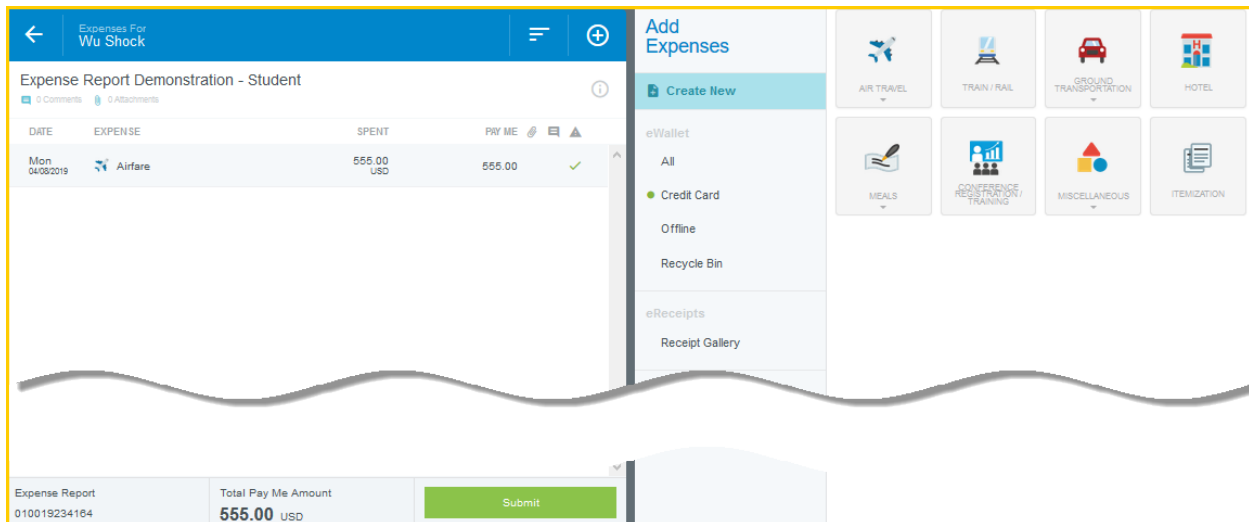 Expenses For
Wu Shock
Expense Report Demonstration - Student
0 Comments 0 Attachments
DATE EXPENSE SPENT PAY ME
Mon
04/08/2019
Airfare
555.00
USD
555.00
Expense Report
010019234164
Total Pay Me Amount
555.00 USD
Submit
Add
Expenses
Create New
eWallet
All
Credit Card
Offline
Recycle Bin
eReceipts
Receipt Gallery
AIR TRAVEL
TRAIN / RAIL
GROUND
TRANSPORTATION
HOTEL
MEALS
CONFERENCE
REGISTRATION /
TRAINING
MISCELLANEOUS
ITEMIZATION